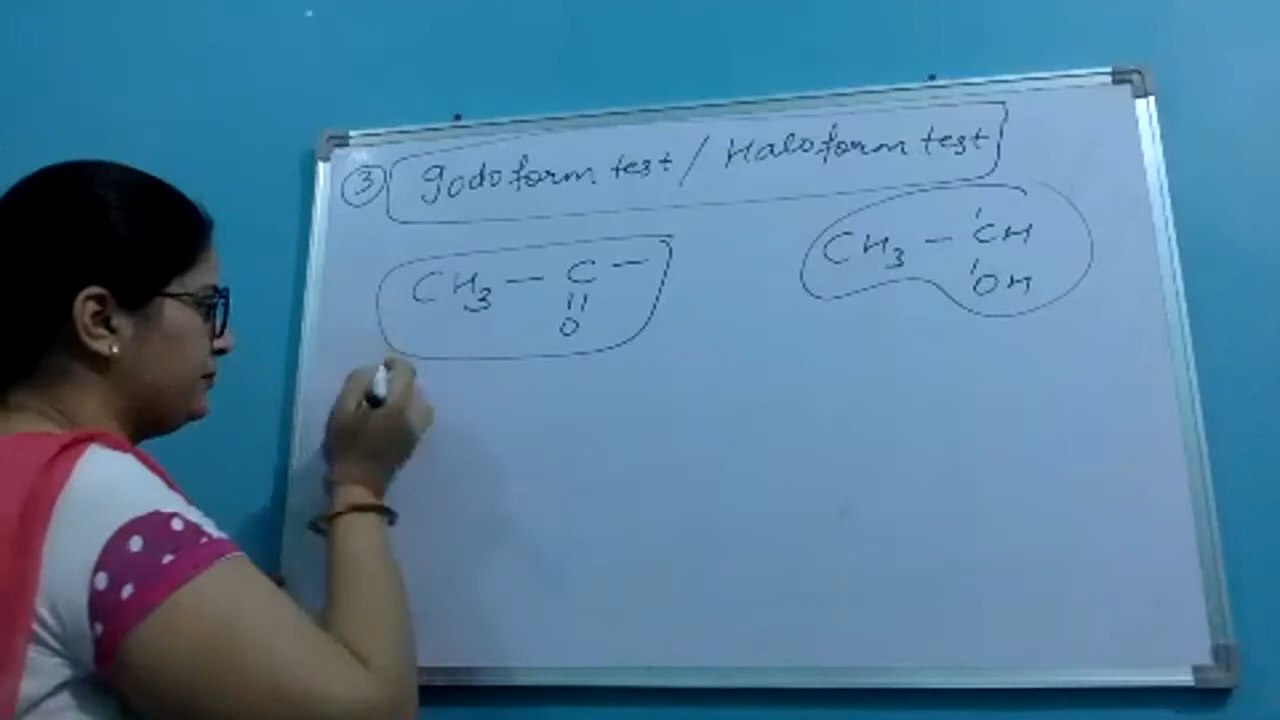 ③ Iodoform test / Haloform test
CH3 — C —
||
O
CH3 — CH
OH